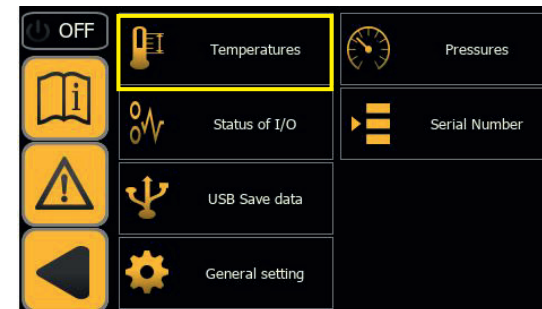 OFF
Temperatures
Pressures
Status of I/O
Serial Number
USB Save data
General setting